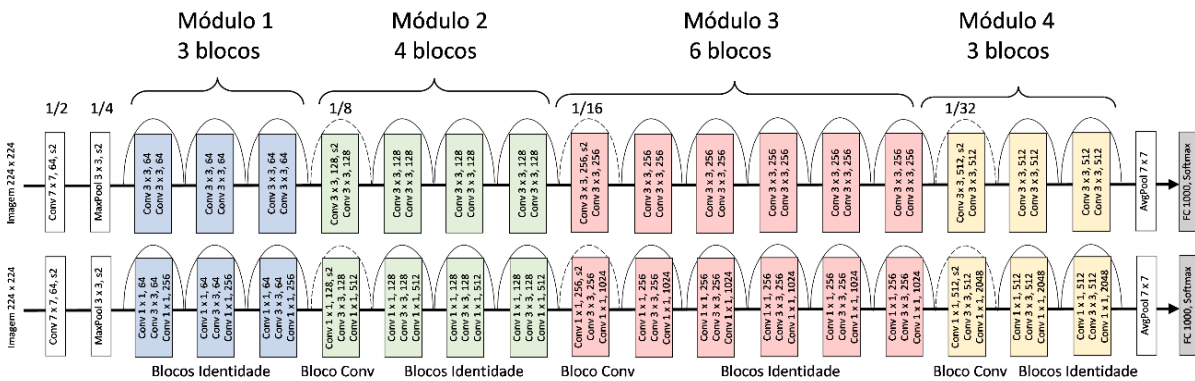 Módulo 1
3 blocos
Módulo 2
4 blocos
Módulo 3
6 blocos
Módulo 4
3 blocos
1/2
1/4
1/8
1/16
1/32
Imagem 224 x 224
Conv 7 x 7, 64, s2
MaxPool 3 x 3, s2
Conv 3 x 3, 64
Conv 3 x 3, 64
Conv 3 x 3, 64
Conv 3 x 3, 64
Conv 3 x 3, 64
Conv 3 x 3, 64
Conv 3 x 3, 128, s2
Conv 3 x 3, 128
Conv 3 x 3, 128
Conv 3 x 3, 128
Conv 3 x 3, 128
Conv 3 x 3, 128
Conv 3 x 3, 128
Conv 3 x 3, 128
Conv 3 x 3, 256, s2
Conv 3 x 3, 256
Conv 3 x 3, 256
Conv 3 x 3, 256
Conv 3 x 3, 256
Conv 3 x 3, 256
Conv 3 x 3, 256
Conv 3 x 3, 256
Conv 3 x 3, 256
Conv 3 x 3, 256
Conv 3 x 3, 256
Conv 3 x 3, 256
Conv 3 x 3, 512, s2
Conv 3 x 3, 512
Conv 3 x 3, 512
Conv 3 x 3, 512
Conv 3 x 3, 512
Conv 3 x 3, 512
AvgPool 7 x 7
FC 1000, Softmax
Imagem 224 x 224
Conv 7 x 7, 64, s2
MaxPool 3 x 3, s2
Conv 1 x 1, 64
Conv 3 x 3, 64
Conv 1 x 1, 256
Conv 1 x 1, 64
Conv 3 x 3, 64
Conv 1 x 1, 256
Conv 1 x 1, 64
Conv 3 x 3, 64
Conv 1 x 1, 256
Conv 1 x 1, 128, s2
Conv 3 x 3, 128
Conv 1 x 1, 512
Conv 1 x 1, 128
Conv 3 x 3, 128
Conv 1 x 1, 512
Conv 1 x 1, 128
Conv 3 x 3, 128
Conv 1 x 1, 512
Conv 1 x 1, 128
Conv 3 x 3, 128
Conv 1 x 1, 512
Conv 1 x 1, 256, s2
Conv 3 x 3, 256
Conv 1 x 1, 1024
Conv 1 x 1, 256
Conv 3 x 3, 256
Conv 1 x 1, 1024
Conv 1 x 1, 256
Conv 3 x 3, 256
Conv 1 x 1, 1024
Conv 1 x 1, 256
Conv 3 x 3, 256
Conv 1 x 1, 1024
Conv 1 x 1, 256
Conv 3 x 3, 256
Conv 1 x 1, 1024
Conv 1 x 1, 256
Conv 3 x 3, 256
Conv 1 x 1, 1024
Conv 1 x 1, 512, s2
Conv 3 x 3, 512
Conv 1 x 1, 2048
Conv 1 x 1, 512
Conv 3 x 3, 512
Conv 1 x 1, 2048
Conv 1 x 1, 512
Conv 3 x 3, 512
Conv 1 x 1, 2048
AvgPool 7 x 7
FC 1000, Softmax
Blocos Identidade
Bloco Conv
Blocos Identidade
Bloco Conv
Blocos Identidade
Bloco Conv
Blocos Identidade